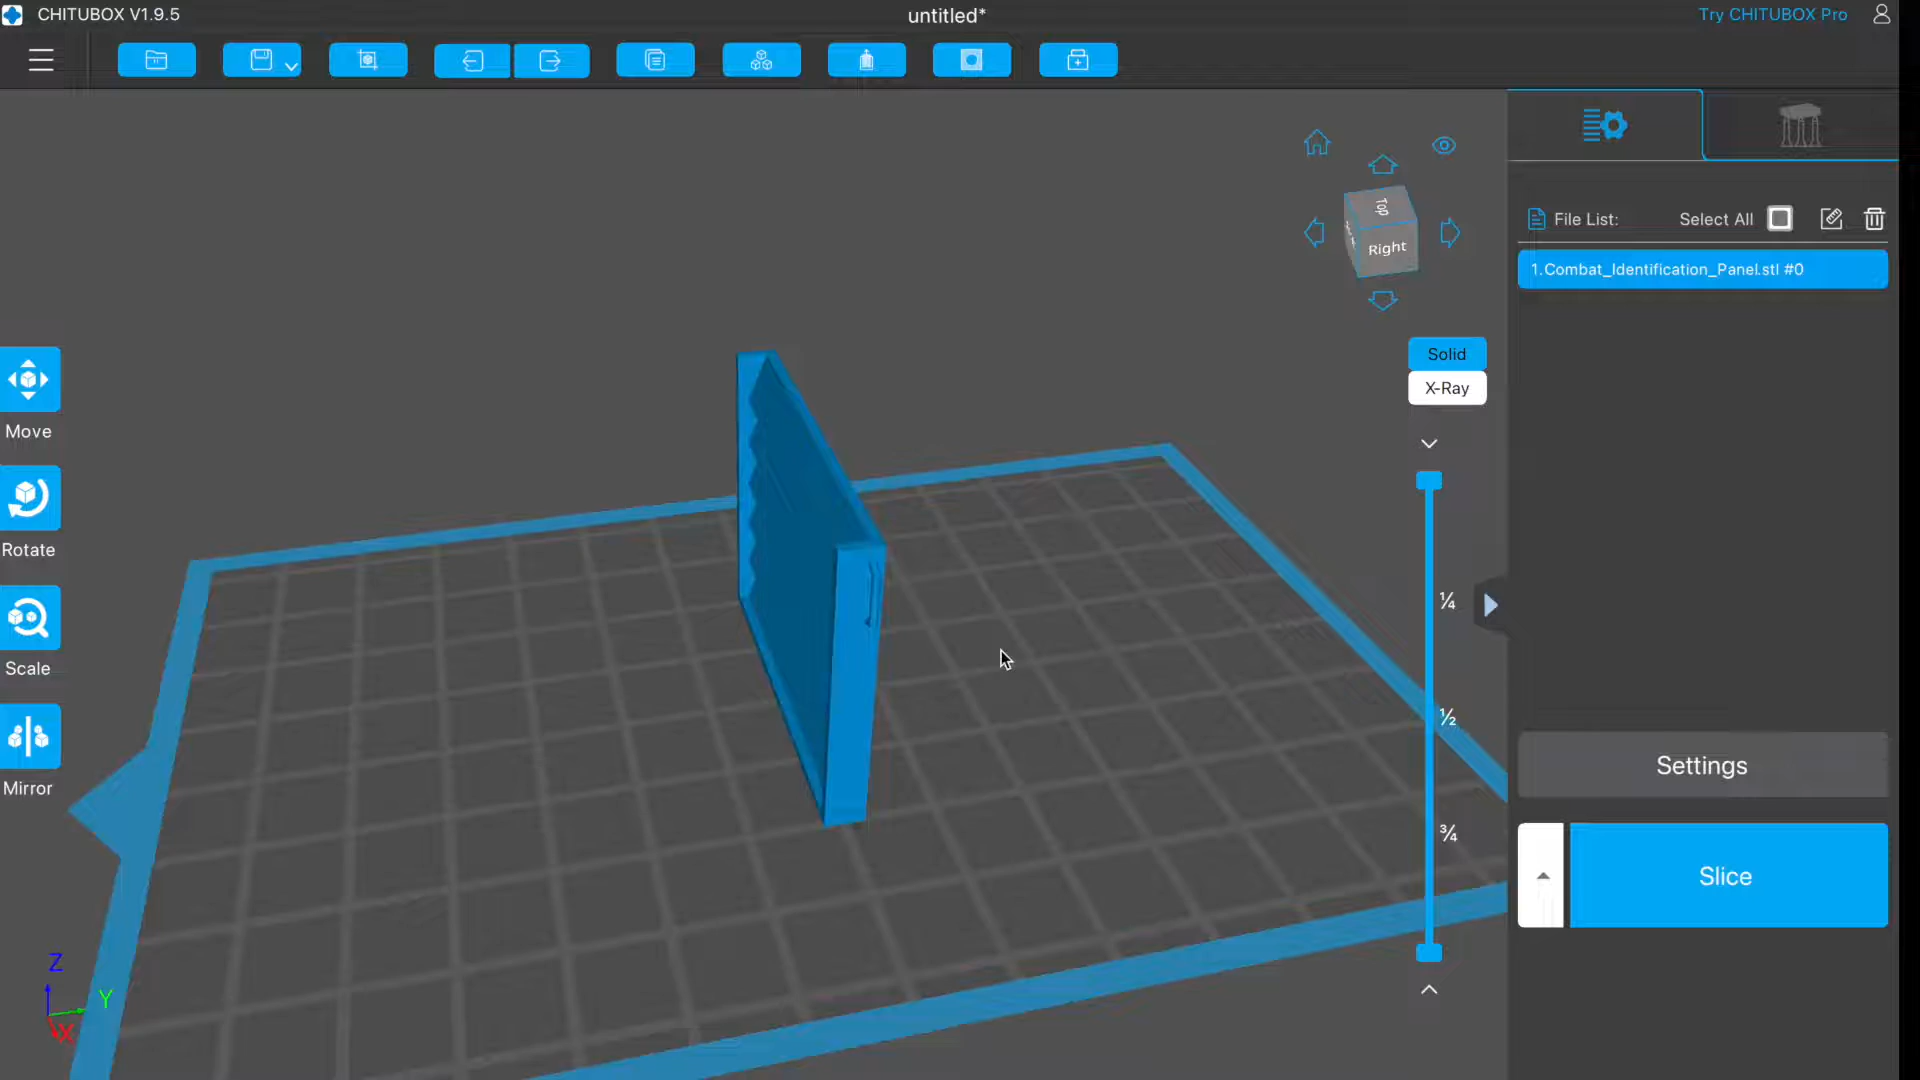 CHITUBOX V1.9.5
untitled*
Try CHITUBOX Pro
Top
Right
File List:
Select All
1.Combat_Identification_Panel.stl #0
Solid
X-Ray
Move
Rotate
Scale
Mirror
¼
½
¾
Settings
Slice
Z
Y
X